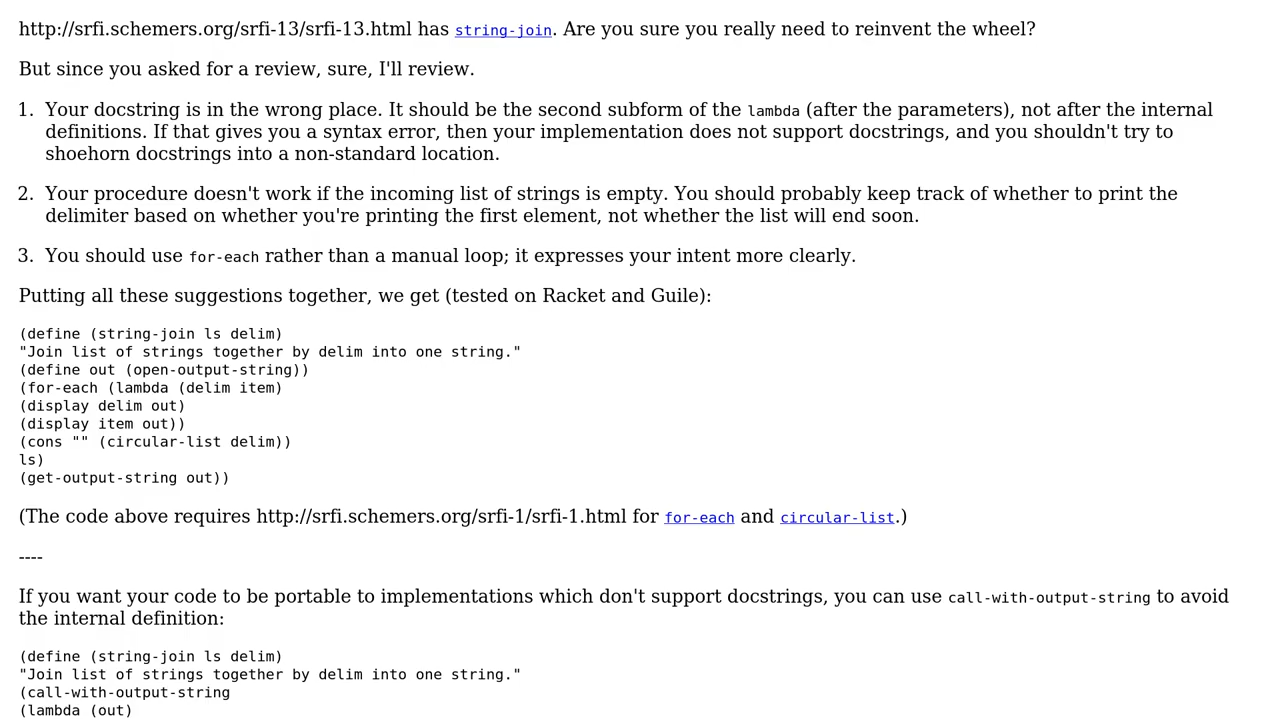 http://srfi.schemers.org/srfi-13/srfi-13.html has string-join. Are you sure you really need to reinvent the wheel?
But since you asked for a review, sure, I'll review.
1. Your docstring is in the wrong place. It should be the second subform of the lambda (after the parameters), not after the internal
definitions. If that gives you a syntax error, then your implementation does not support docstrings, and you shouldn't try to
shoehorn docstrings into a non-standard location.
2. Your procedure doesn't work if the incoming list of strings is empty. You should probably keep track of whether to print the
delimiter based on whether you're printing the first element, not whether the list will end soon.
3. You should use for-each rather than a manual loop; it expresses your intent more clearly.
Putting all these suggestions together, we get (tested on Racket and Guile):
(define (string-join ls delim)
"Join list of strings together by delim into one string."
(define out (open-output-string))
(for-each (lambda (delim item)
(display delim out)
(display item out))
(cons "" (circular-list delim))
ls)
(get-output-string out))
(The code above requires http://srfi.schemers.org/srfi-1/srfi-1.html for for-each and circular-list.)
----
If you want your code to be portable to implementations which don't support docstrings, you can use call-with-output-string to avoid
the internal definition:
(define (string-join ls delim)
"Join list of strings together by delim into one string."
(call-with-output-string
(lambda (out)